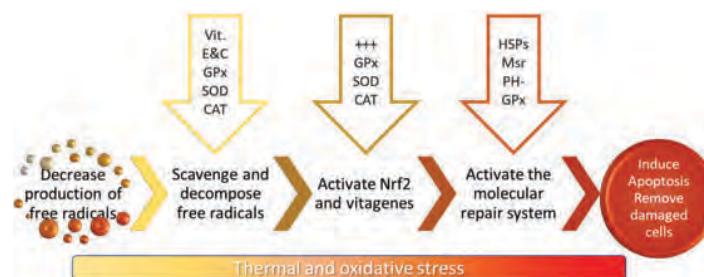 Vit.
E&C
GPx
SOD
CAT
+++
GPx
SOD
CAT
HSPs
Msr
PH-
GPx
Decrease
production of
free radicals
Scavenge and
decompose
free radicals
Activate Nrf2
and vitagenes
Activate the
molecular
repair system
Induce
Apoptosis
Remove
damaged
cells
Thermal and oxidative stress